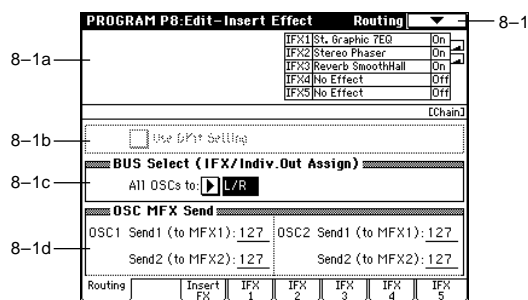 PROGRAM P8:Edit-Insert Effect Routing
8-1
IFX1 St. Graphic 7EQ On
IFX2 Stereo Phaser On
8-1a
IFX3 Reverb SmoothHall On
IFX4 No Effect Off
IFX5 No Effect Off
[Chain]
8-1b
Use DKit Setting
BUS Select (IFX/Indiv.Out Assign)
8-1c
All OSCs to: L/R
OSC MFX Send
OSC1 Send1 (to MFX1): 127 OSC2 Send1 (to MFX1): 127
8-1d
Send2 (to MFX2): 127 Send2 (to MFX2): 127
Routing Insert FX IFX 1 IFX 2 IFX 3 IFX 4 IFX 5